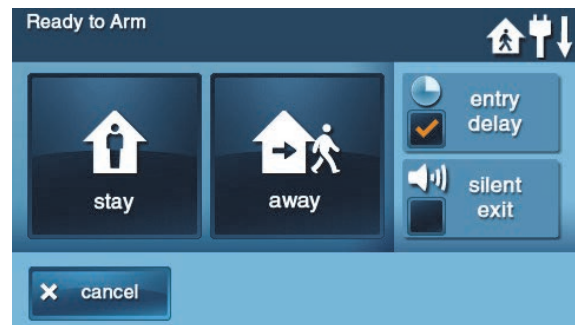 Ready to Arm
stay
away
entry
delay
silent
exit
cancel